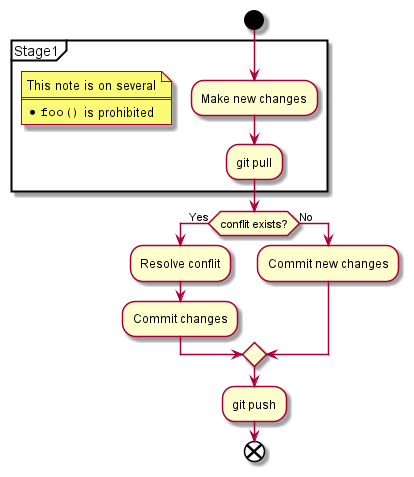 Stage1
This note is on several
• foo() is prohibited
Make new changes
git pull
conflit exists?
Yes
No
Resolve conflit
Commit new changes
Commit changes
git push